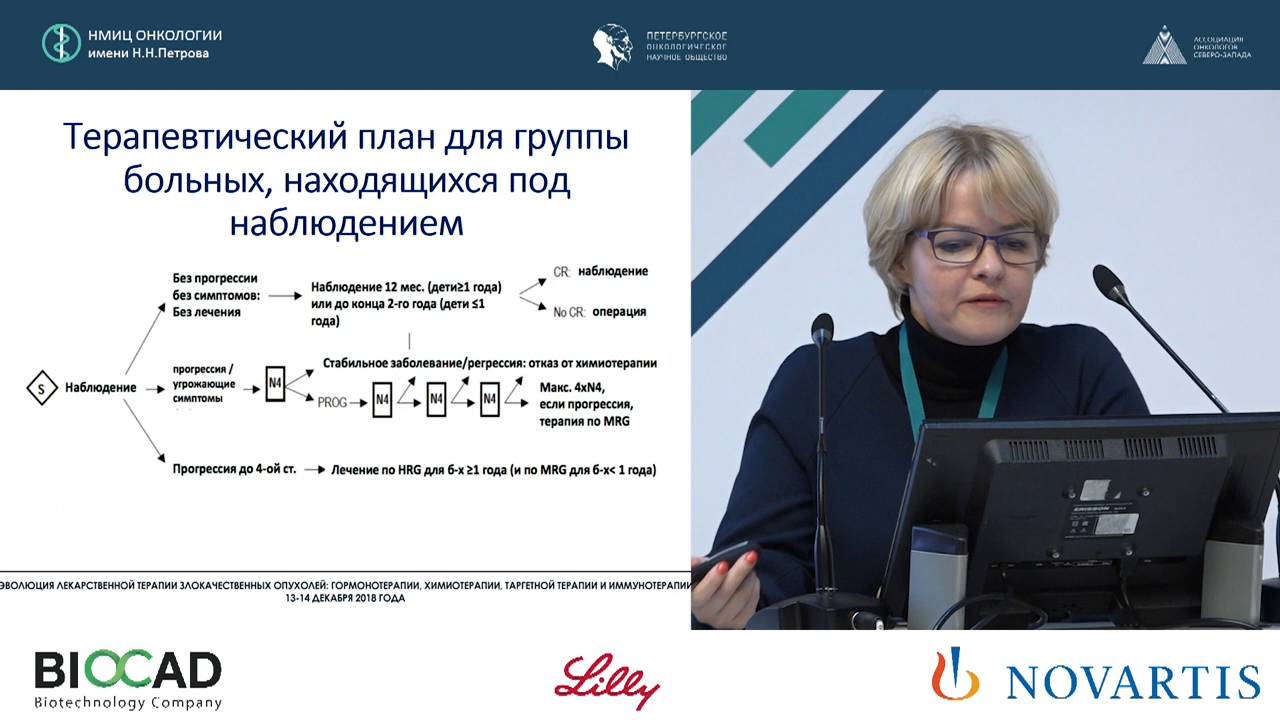 НМИЦ ОНКОЛОГИИ
имени Н.Н.Петрова
ПЕТЕРБУРГСКОЕ
ОНКОЛОГИЧЕСКОЕ
НАУЧНОЕ ОБЩЕСТВО
АССОЦИАЦИЯ
ОНКОЛОГОВ
СЕВЕРО-ЗАПАДА
Терапевтический план для группы
больных, находящихся под
наблюдением
Без прогрессии
без симптомов:
Без лечения
Наблюдение 12 мес. (дети≥1 года)
или до конца 2-го года (дети ≤1
года)
CR: наблюдение
No CR: операция
S
Наблюдение
прогрессия /
угрожающие
симптомы
N4
Стабильное заболевание/регрессия: отказ от химиотерапии
PROG
N4
N4
N4
Макс. 4xN4,
если прогрессия,
терапия по MRG
Прогрессия до 4-ой ст.
Лечение по HRG для б-х ≥1 года (и по MRG для б-х< 1 года)
ЭВОЛЮЦИЯ ЛЕКАРСТВЕННОЙ ТЕРАПИИ ЗЛОКАЧЕСТВЕННЫХ ОПУХОЛЕЙ: ГОРМОНОТЕРАПИИ, ХИМИОТЕРАПИИ, ТАРГЕТНОЙ ТЕРАПИИ И ИММУНОТЕРАПИИ
13-14 ДЕКАБРЯ 2018 ГОДА
ERISSON
BIOCAD
Biotechnology Company
Lilly
NOVARTIS